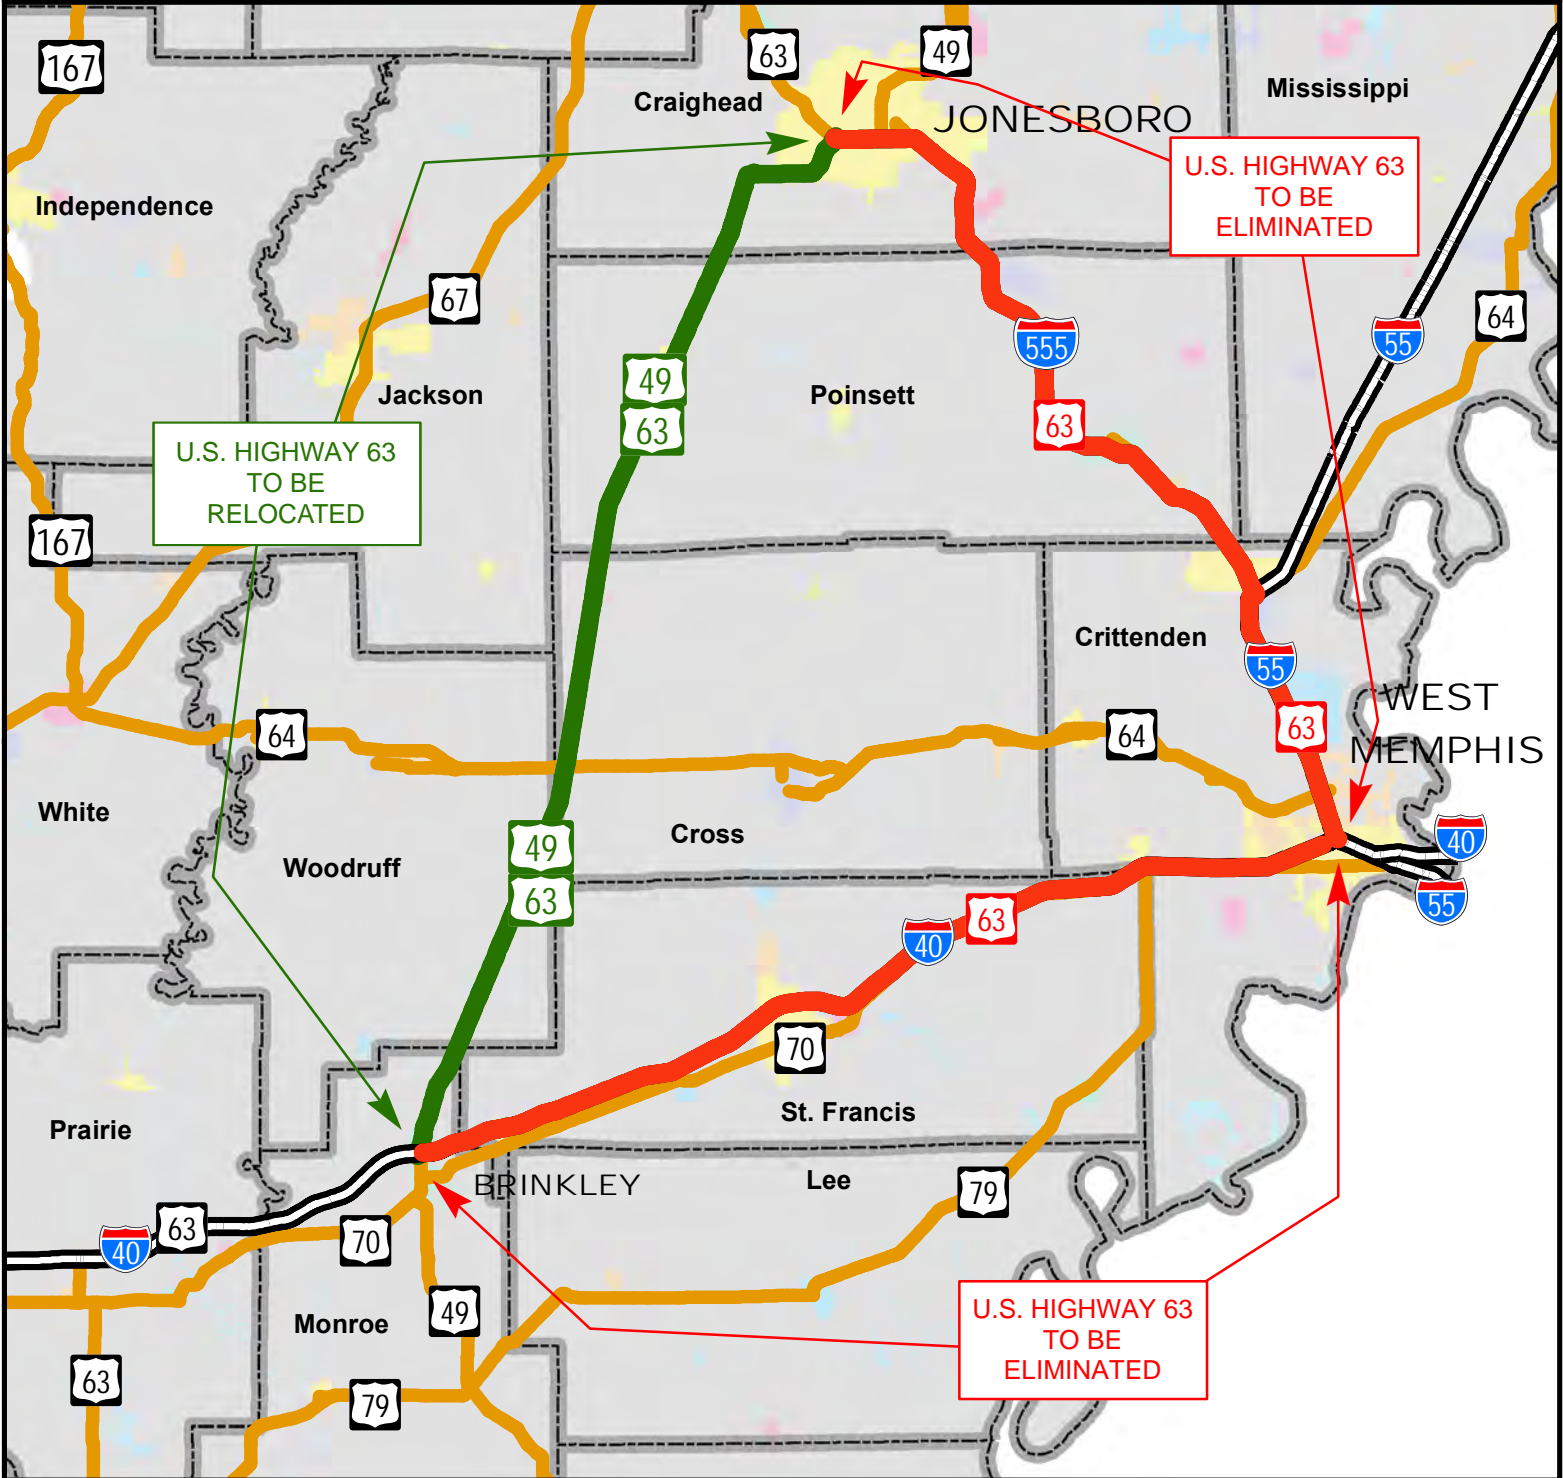 167
63
49
Craighead
Mississippi
JONESBORO
U.S. HIGHWAY 63
TO BE
ELIMINATED
Independence
67
64
55
555
49
63
Jackson
Poinsett
63
U.S. HIGHWAY 63
TO BE
RELOCATED
167
Crittenden
55
WEST
MEMPHIS
63
64
64
White
Cross
Woodruff
49
63
40
55
63
40
70
St. Francis
Prairie
Lee
BRINKLEY
79
63
40
70
49
Monroe
U.S. HIGHWAY 63
TO BE
ELIMINATED
63
79